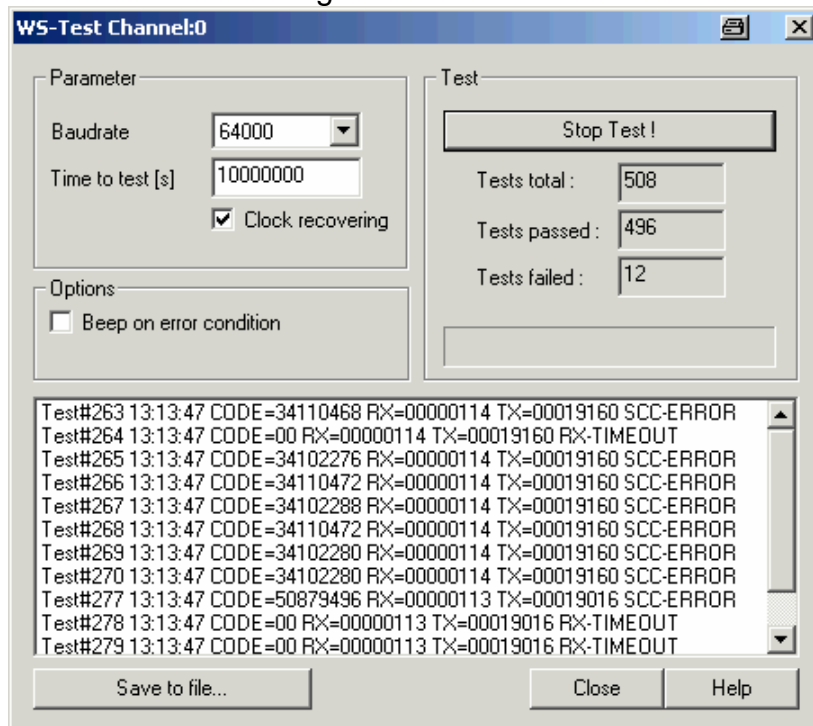 WS-Test Channel:0
Parameter
Baudrate 64000
Time to test [s] 10000000
Clock recovering
Options
Beep on error condition
Test
Stop Test !
Tests total : 508
Tests passed : 496
Tests failed : 12
Test#263 13:13:47 CODE=34110468 RX=00000114 TX=00019160 SCC-ERROR
Test#264 13:13:47 CODE=00 RX=00000114 TX=00019160 RX-TIMEOUT
Test#265 13:13:47 CODE=34102276 RX=00000114 TX=00019160 SCC-ERROR
Test#266 13:13:47 CODE=34110472 RX=00000114 TX=00019160 SCC-ERROR
Test#267 13:13:47 CODE=34102288 RX=00000114 TX=00019160 SCC-ERROR
Test#268 13:13:47 CODE=34110472 RX=00000114 TX=00019160 SCC-ERROR
Test#269 13:13:47 CODE=34102280 RX=00000114 TX=00019160 SCC-ERROR
Test#270 13:13:47 CODE=34102280 RX=00000114 TX=00019160 SCC-ERROR
Test#277 13:13:47 CODE=50879496 RX=00000113 TX=00019016 SCC-ERROR
Test#278 13:13:47 CODE=00 RX=00000113 TX=00019016 RX-TIMEOUT
Test#279 13:13:47 CODE=00 RX=00000113 TX=00019016 RX-TIMEOUT
Save to file...
Close
Help